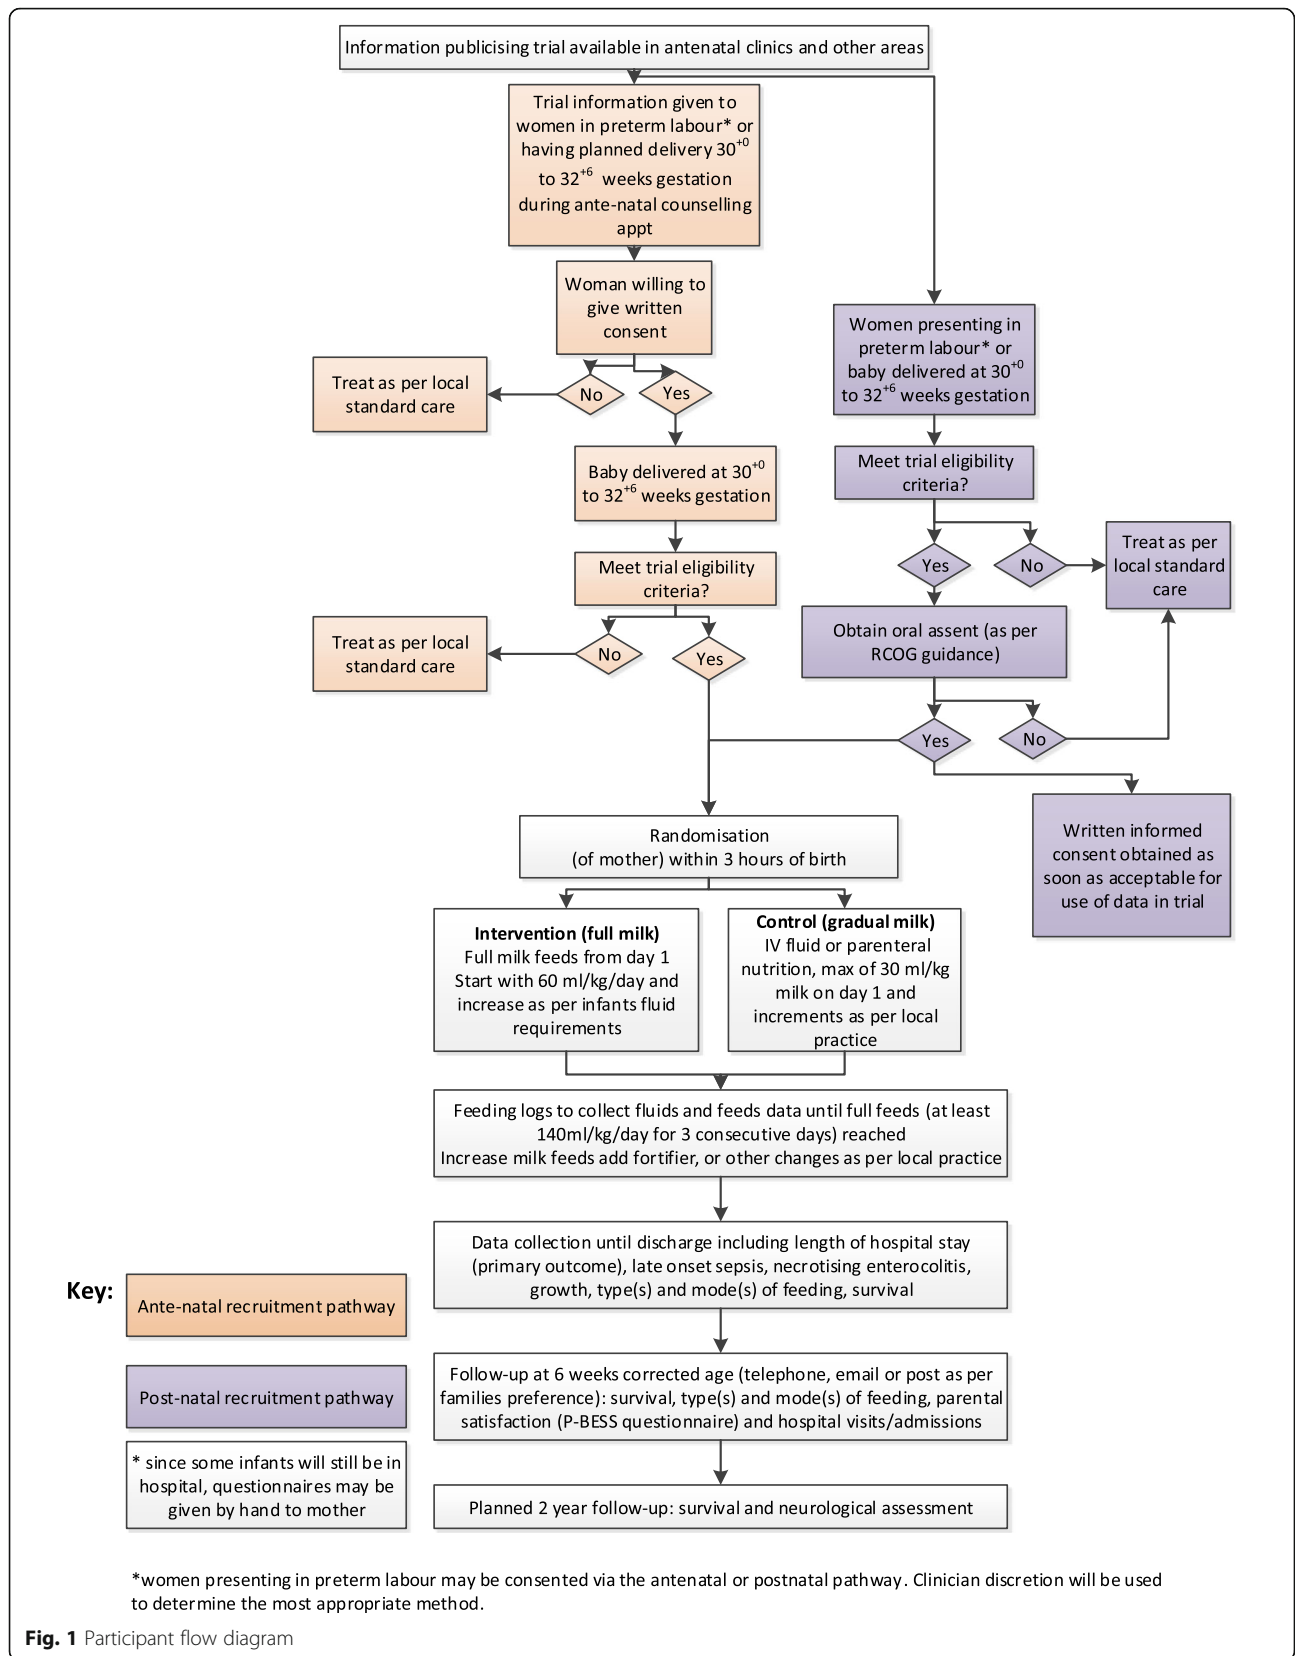 Information publicising trial available in antenatal clinics and other areas
Trial information given to
women in preterm labour* or
having planned delivery 30+0
to 32+6 weeks gestation
during ante-natal counselling
appt
Woman willing to
give written
consent
Treat as per local
standard care
No
Yes
Baby delivered at 30+0
to 32+6 weeks gestation
Meet trial eligibility
criteria?
Treat as per local
standard care
No
Yes
Women presenting in
preterm labour* or
baby delivered at 30+0
to 32+6 weeks gestation
Meet trial eligibility
criteria?
Yes
No
Treat as per
local standard
care
Obtain oral assent (as per
RCOG guidance)
Yes
No
Written informed
consent obtained as
soon as acceptable for
use of data in trial
Randomisation
(of mother) within 3 hours of birth
Intervention (full milk)
Full milk feeds from day 1
Start with 60 ml/kg/day and
increase as per infants fluid
requirements
Control (gradual milk)
IV fluid or parenteral
nutrition, max of 30 ml/kg
milk on day 1 and
increments as per local
practice
Feeding logs to collect fluids and feeds data until full feeds (at least
140ml/kg/day for 3 consecutive days) reached
Increase milk feeds add fortifier, or other changes as per local practice
Data collection until discharge including length of hospital stay
(primary outcome), late onset sepsis, necrotising enterocolitis,
growth, type(s) and mode(s) of feeding, survival
Follow-up at 6 weeks corrected age (telephone, email or post as per
families preference): survival, type(s) and mode(s) of feeding, parental
satisfaction (P-BESS questionnaire) and hospital visits/admissions
Planned 2 year follow-up: survival and neurological assessment
Key:
Ante-natal recruitment pathway
Post-natal recruitment pathway
* since some infants will still be in
hospital, questionnaires may be
given by hand to mother
*women presenting in preterm labour may be consented via the antenatal or postnatal pathway. Clinician discretion will be used
to determine the most appropriate method.
Fig. 1 Participant flow diagram